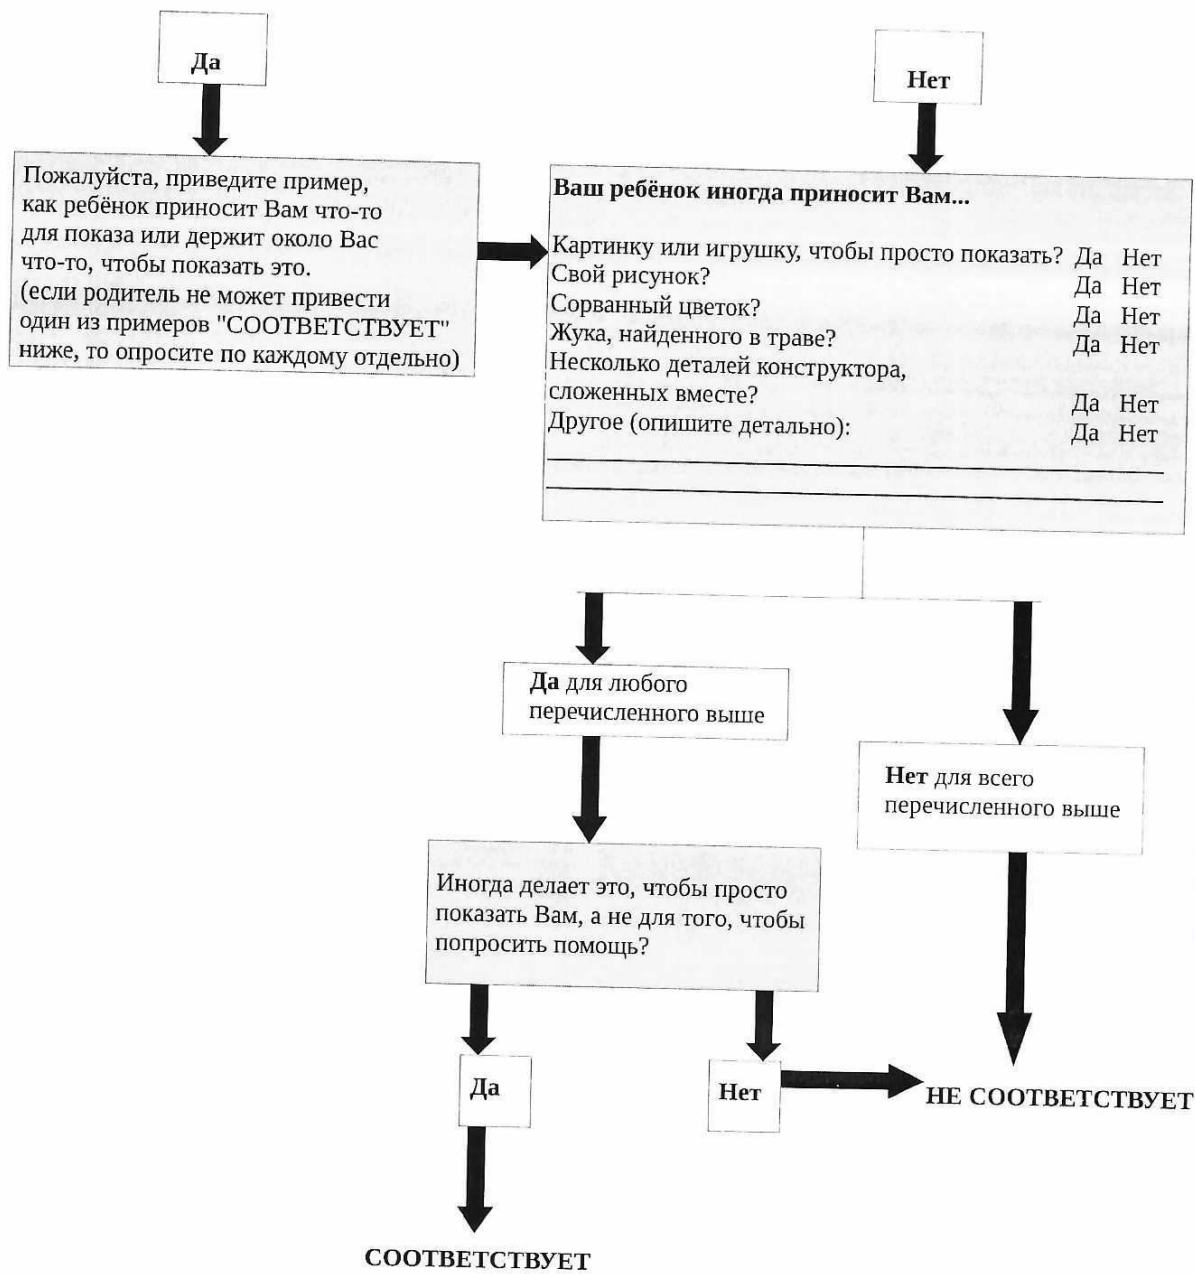 Да
Нет
Пожалуйста, приведите пример,
как ребёнок приносит Вам что-то
для показа или держит около Вас
что-то, чтобы показать это.
(если родитель не может привести
один из примеров "СООТВЕТСТВУЕТ"
ниже, то опросите по каждому отдельно)
Ваш ребёнок иногда приносит Вам...
Картинку или игрушку, чтобы просто показать? Да Нет
Свой рисунок? Да Нет
Сорванный цветок? Да Нет
Жука, найденного в траве? Да Нет
Несколько деталей конструктора,
сложенных вместе? Да Нет
Другое (опишите детально): Да Нет
Да для любого
перечисленного выше
Нет для всего
перечисленного выше
Иногда делает это, чтобы просто
показать Вам, а не для того, чтобы
попросить помощь?
Да
Нет
НЕ СООТВЕТСТВУЕТ
СООТВЕТСТВУЕТ